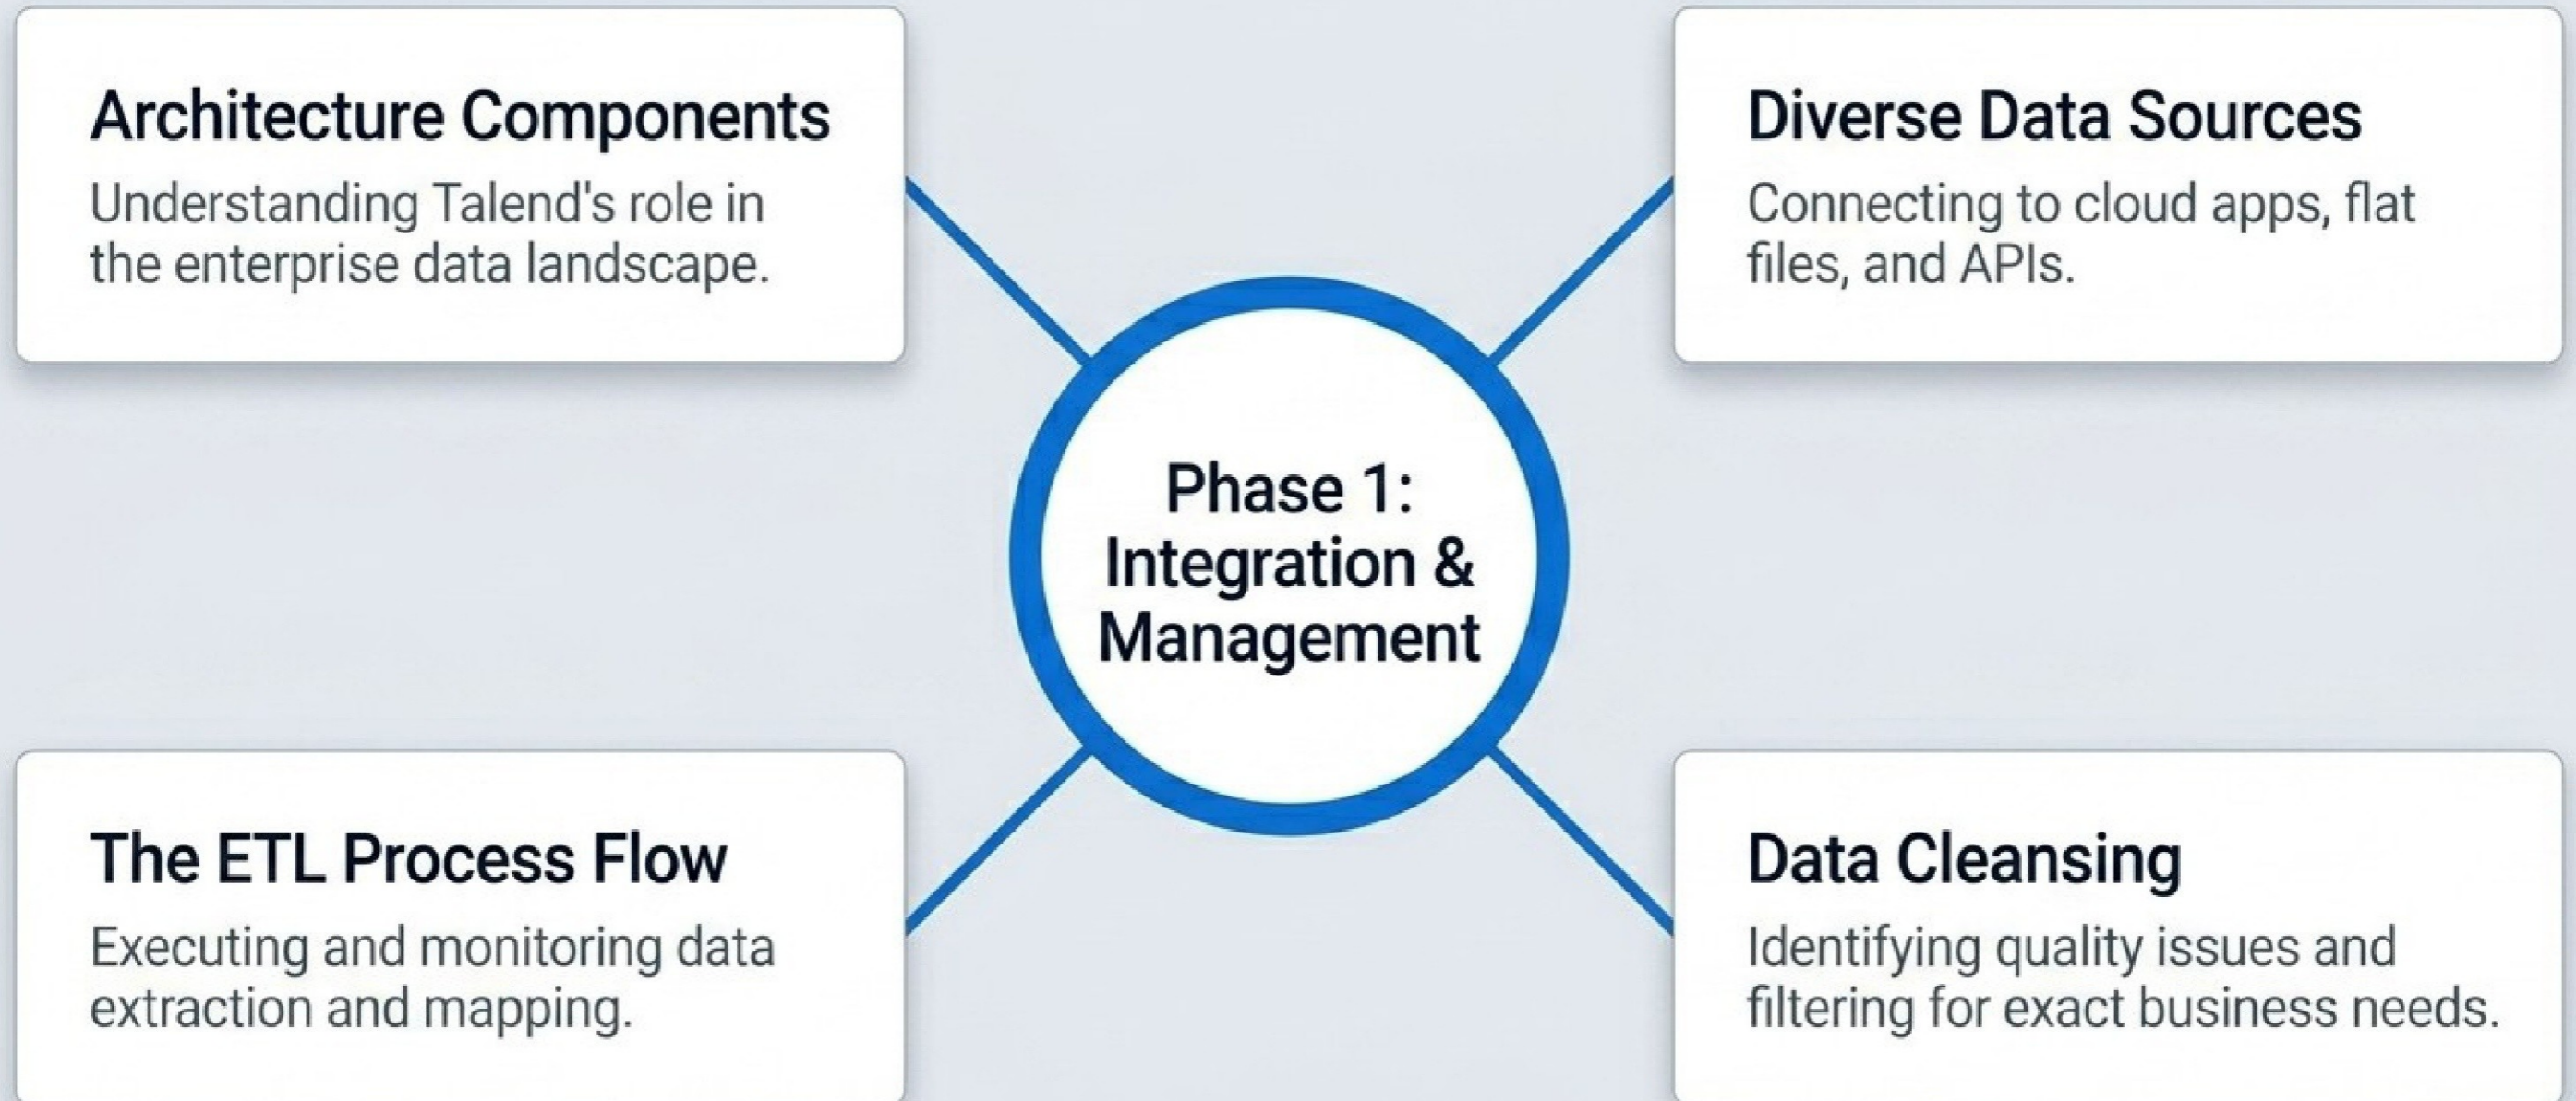 Architecture Components
Understanding Talend's role in
the enterprise data landscape.
Diverse Data Sources
Connecting to cloud apps, flat
files, and APIs.
Phase 1:
Integration &
Management
The ETL Process Flow
Executing and monitoring data
extraction and mapping.
Data Cleansing
Identifying quality issues and
filtering for exact business needs.